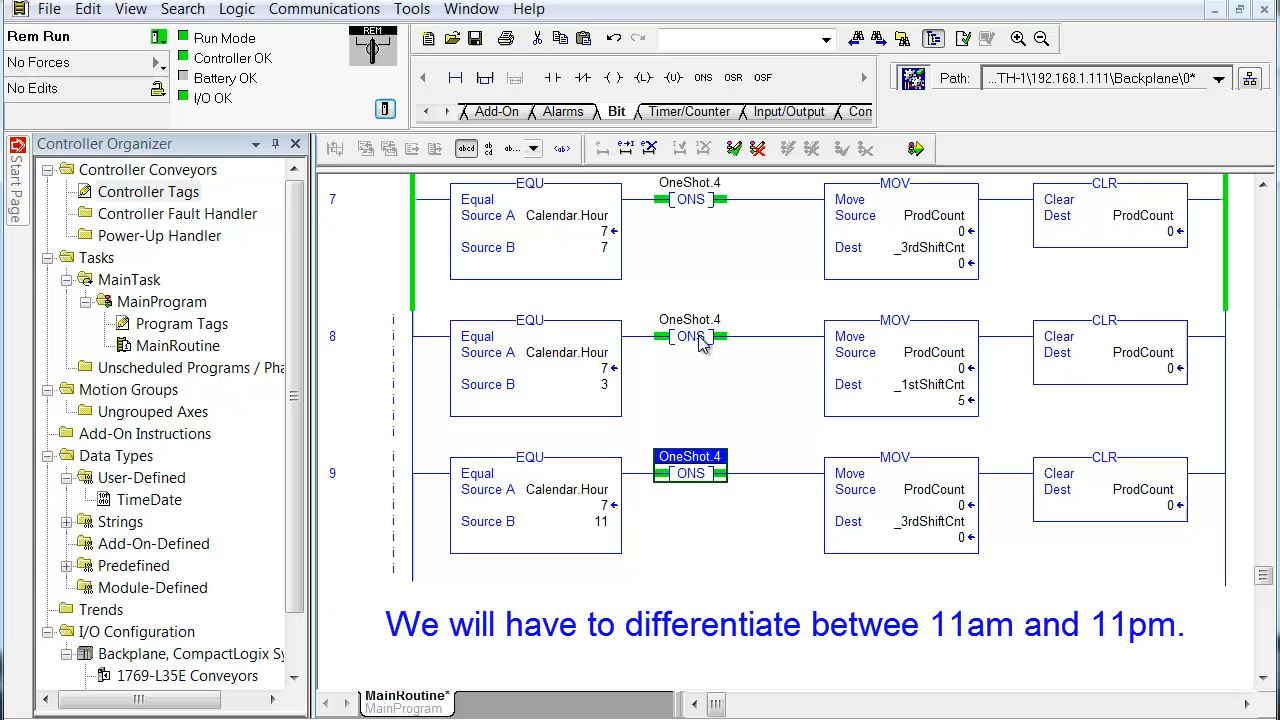 File Edit View Search Logic Communications Tools Window Help
Rem Run
No Forces
No Edits
Run Mode
Controller OK
Battery OK
I/O OK
REM
ONS OSR OSF
Add-On Alarms Bit Timer/Counter Input/Output Con
Path: ...TH-1\192.168.1.111\Backplane\0*
Start Page
Controller Organizer
Controller Conveyors
Controller Tags
Controller Fault Handler
Power-Up Handler
Tasks
MainTask
MainProgram
Program Tags
MainRoutine
Unscheduled Programs / Pha
Motion Groups
Ungrouped Axes
Add-On Instructions
Data Types
User-Defined
TimeDate
Strings
Add-On-Defined
Predefined
Module-Defined
Trends
I/O Configuration
Backplane, CompactLogix Sy
1769-L35E Conveyors
7
EQU
Equal
Source A Calendar.Hour
7
Source B 7
OneShot.4
ONS
MOV
Move
Source ProdCount
0
Dest _3rdShiftCnt
0
CLR
Clear
Dest ProdCount
0
8
EQU
Equal
Source A Calendar.Hour
7
Source B 3
OneShot.4
ONS
MOV
Move
Source ProdCount
0
Dest _1stShiftCnt
5
CLR
Clear
Dest ProdCount
0
9
EQU
Equal
Source A Calendar.Hour
7
Source B 11
OneShot.4
ONS
MOV
Move
Source ProdCount
0
Dest _3rdShiftCnt
0
CLR
Clear
Dest ProdCount
0
We will have to differentiate betwee 11am and 11pm.
MainRoutine*
MainProgram